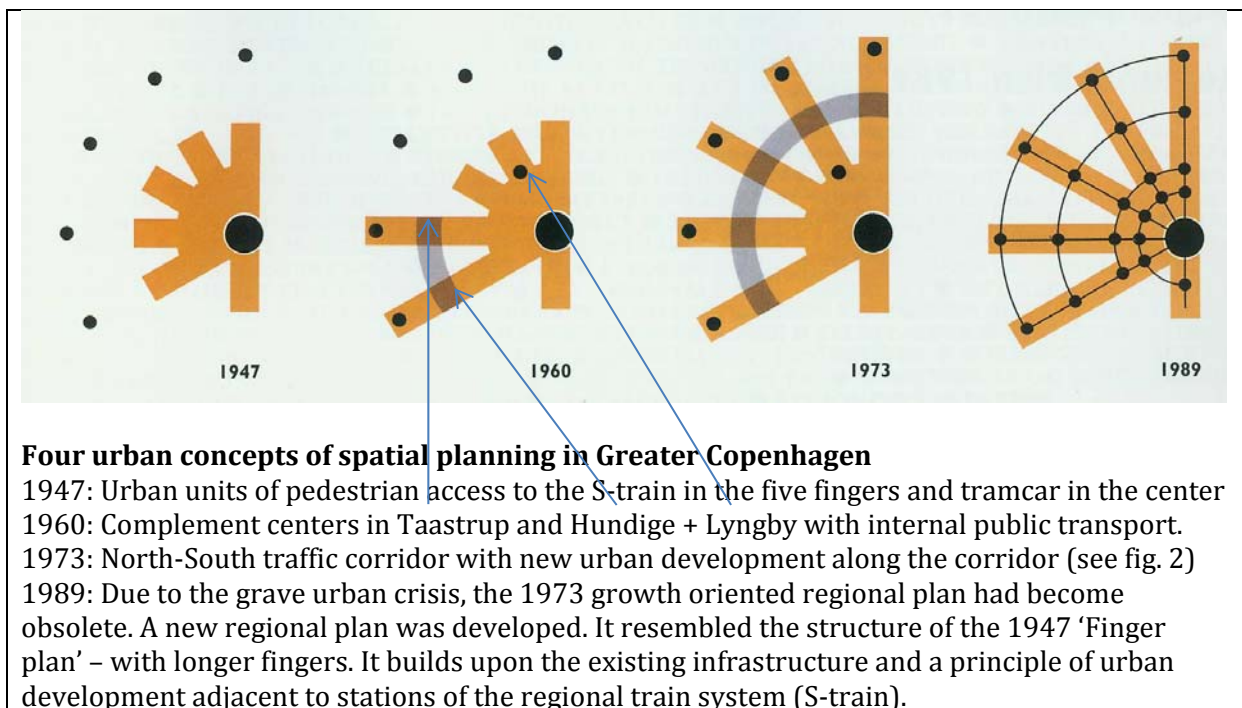 1947
1960
1973
1989
Four urban concepts of spatial planning in Greater Copenhagen
1947: Urban units of pedestrian access to the S-train in the five fingers and tramcar in the center
1960: Complement centers in Taastrup and Hundige + Lyngby with internal public transport.
1973: North-South traffic corridor with new urban development along the corridor (see fig. 2)
1989: Due to the grave urban crisis, the 1973 growth oriented regional plan had become
obsolete. A new regional plan was developed. It resembled the structure of the 1947 ‘Finger
plan’ – with longer fingers. It builds upon the existing infrastructure and a principle of urban
development adjacent to stations of the regional train system (S-train).